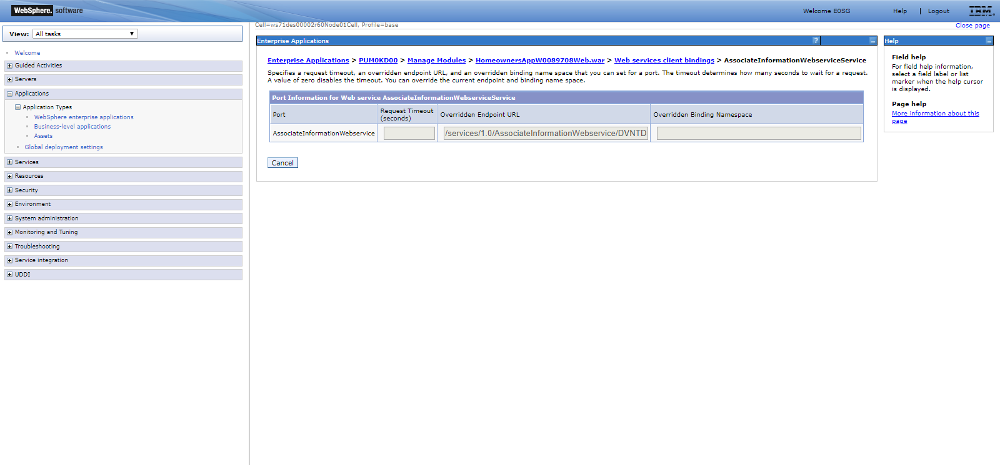 WebSphere. software
Welcome E0SG
Help | Logout
IBM.
View: All tasks
Cell=ws71des00002r60Node01Cell, Profile=base
Close page
Welcome
Guided Activities
Servers
Applications
Application Types
WebSphere enterprise applications
Business-level applications
Assets
Global deployment settings
Services
Resources
Security
Environment
System administration
Monitoring and Tuning
Troubleshooting
Service integration
UDDI
Enterprise Applications
?
Enterprise Applications > PUM0KD00 > Manage Modules > HomeownersAppW0089708Web.war > Web services client bindings > AssociateInformationWebserviceService
Specifies a request timeout, an overridden endpoint URL, and an overridden binding name space that you can set for a port. The timeout determines how many seconds to wait for a request.
A value of zero disables the timeout. You can override the current endpoint and binding name space.
Port Information for Web service AssociateInformationWebserviceService
Port
Request Timeout
(seconds)
Overridden Endpoint URL
Overridden Binding Namespace
AssociateInformationWebservice
/services/1.0/AssociateInformationWebservice/DVNTD
Cancel
Help
Field help
For field help information,
select a field label or list
marker when the help cursor
is displayed.
Page help
More information about this
page